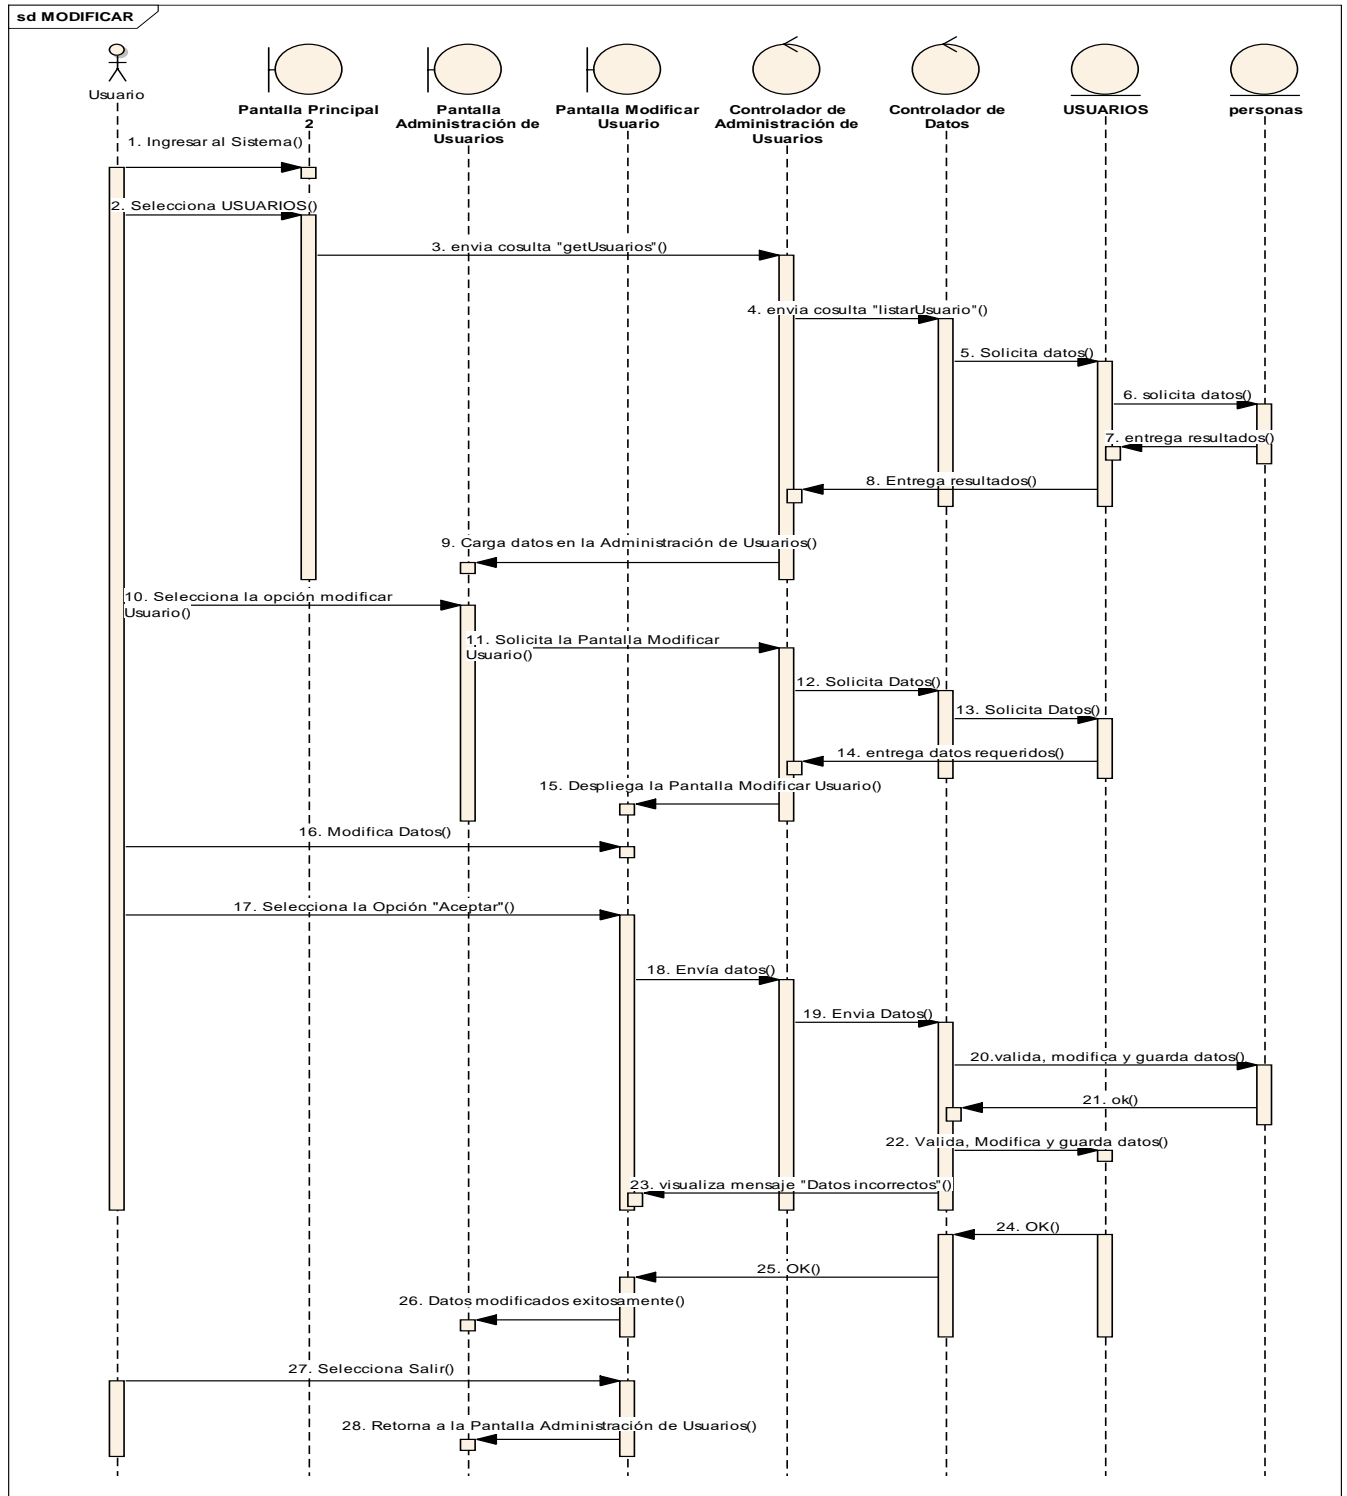 sd MODIFICAR
Usuario
Pantalla Principal
2
Pantalla
Administración de
Usuarios
Pantalla Modificar
Usuario
Controlador de
Administración de
Usuarios
Controlador de
Datos
USUARIOS
personas
1. Ingresar al Sistema()
2. Selecciona USUARIOS()
3. envia cosulta "getUsuarios"()
4. envia cosulta "listarUsuario"()
5. Solicita datos()
6. solicita datos()
7. entrega resultados()
8. Entrega resultados()
9. Carga datos en la Administración de Usuarios()
10. Selecciona la opción modificar
Usuario()
11. Solicita la Pantalla Modificar
Usuario()
12. Solicita Datos()
13. Solicita Datos()
14. entrega datos requeridos()
15. Despliega la Pantalla Modificar Usuario()
16. Modifica Datos()
17. Selecciona la Opción "Aceptar"()
18. Envía datos()
19. Envia Datos()
20.valida, modifica y guarda datos()
21. ok()
22. Valida, Modifica y guarda datos()
23. visualiza mensaje "Datos incorrectos"()
24. OK()
25. OK()
26. Datos modificados exitosamente()
27. Selecciona Salir()
28. Retorna a la Pantalla Administración de Usuarios()